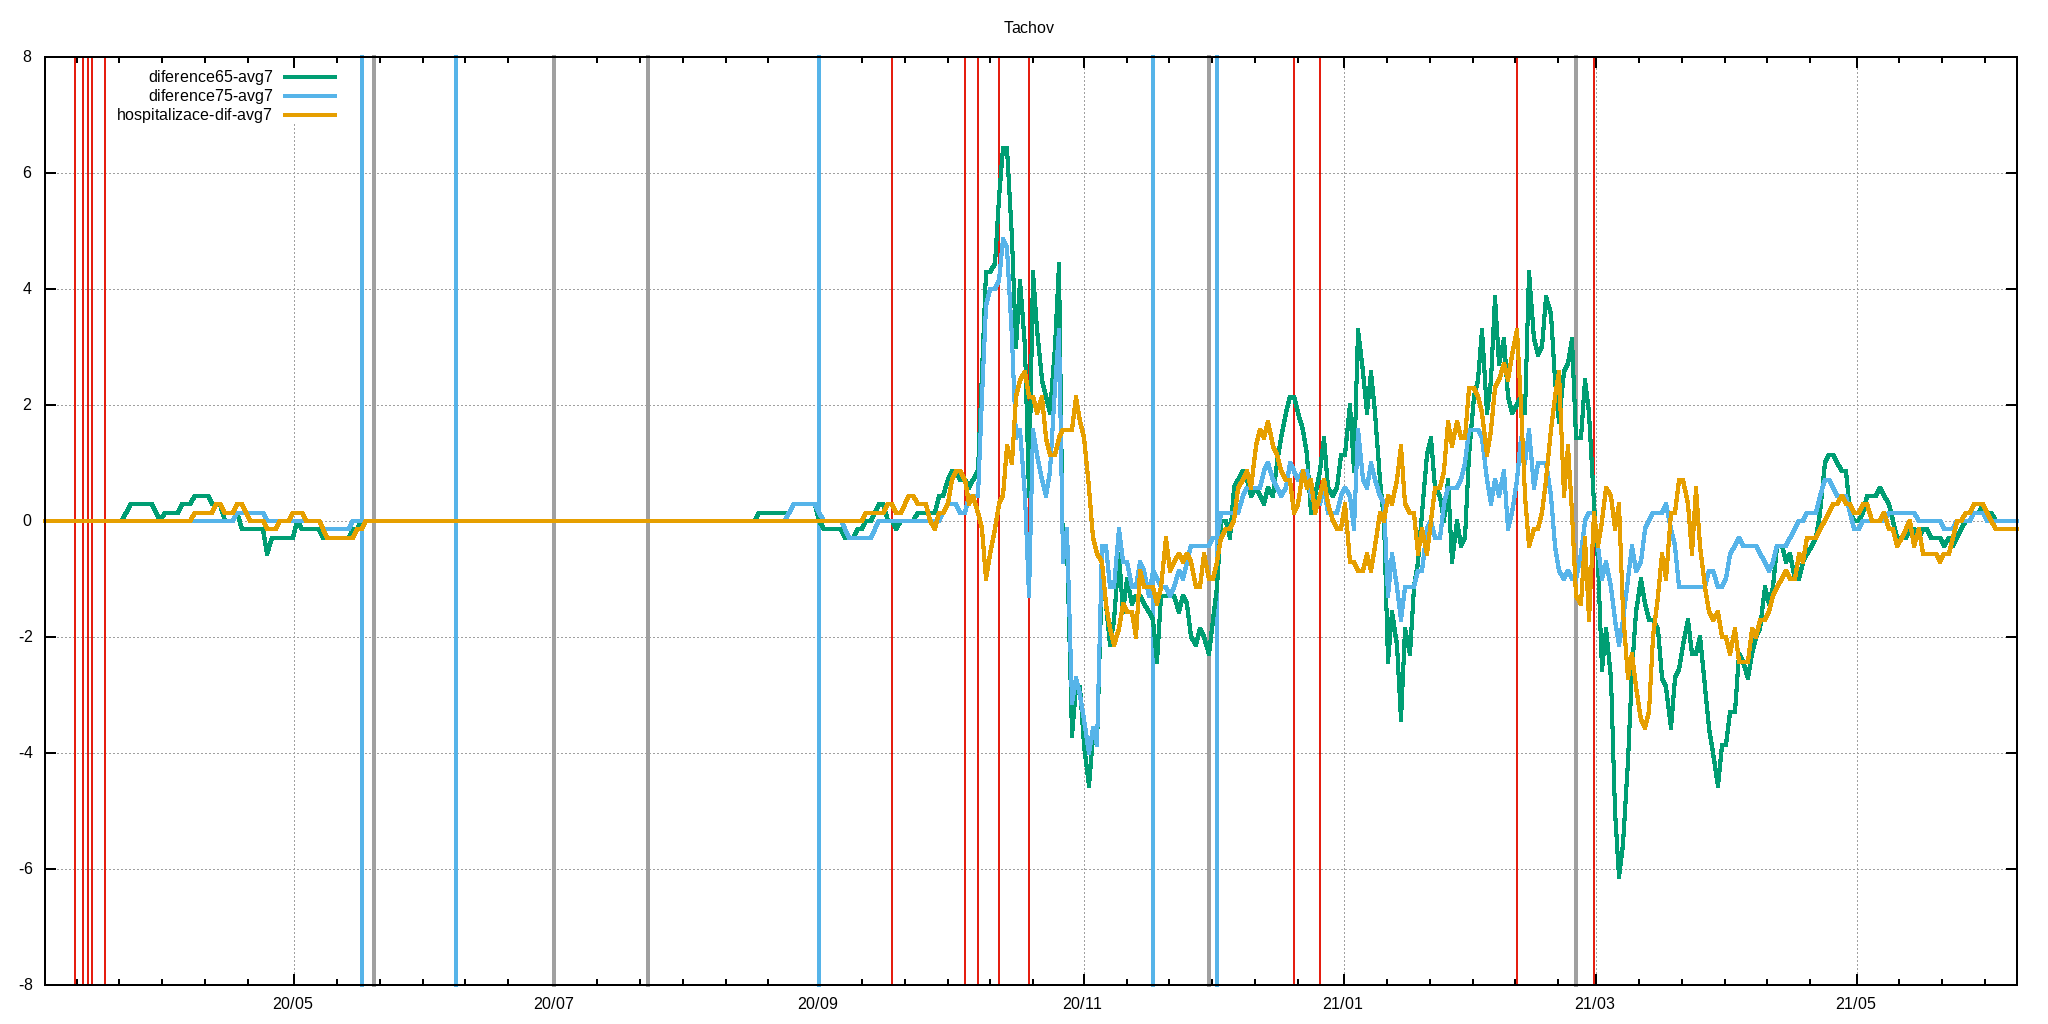 Tachov
8
diference65-avg7
diference75-avg7
hospitalizace-dif-avg7
6
4
2
0
-2
-4
-6
-8
20/05 20/07 20/09 20/11 21/01 21/03 21/05